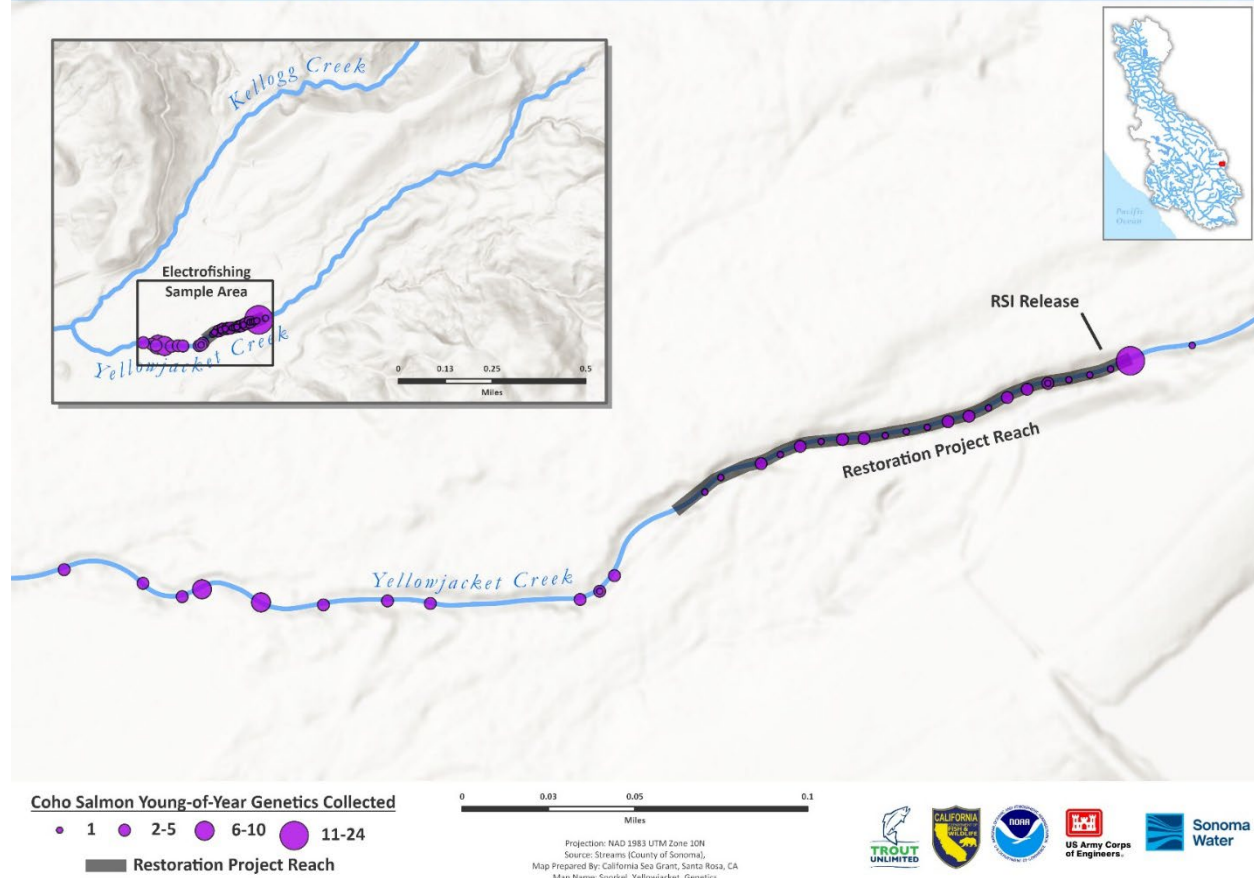 Kellogg Creek
Electrofishing
Sample Area
Yellowjacket Creek
0 0.13 0.25 0.5
Miles
Pacific
Ocean
RSI Release
Restoration Project Reach
Yellowjacket Creek
Coho Salmon Young-of-Year Genetics Collected
1 2-5 6-10 11-24
Restoration Project Reach
0 0.03 0.05 0.1
Miles
Projection: NAD 1983 UTM Zone 10N
Source: Streams (County of Sonoma),
Map Prepared By: California Sea Grant, Santa Rosa, CA
TROUT
UNLIMITED
CALIFORNIA
FISH &
WILDLIFE
NOAA
US Army Corps
of Engineers®
Sonoma
Water